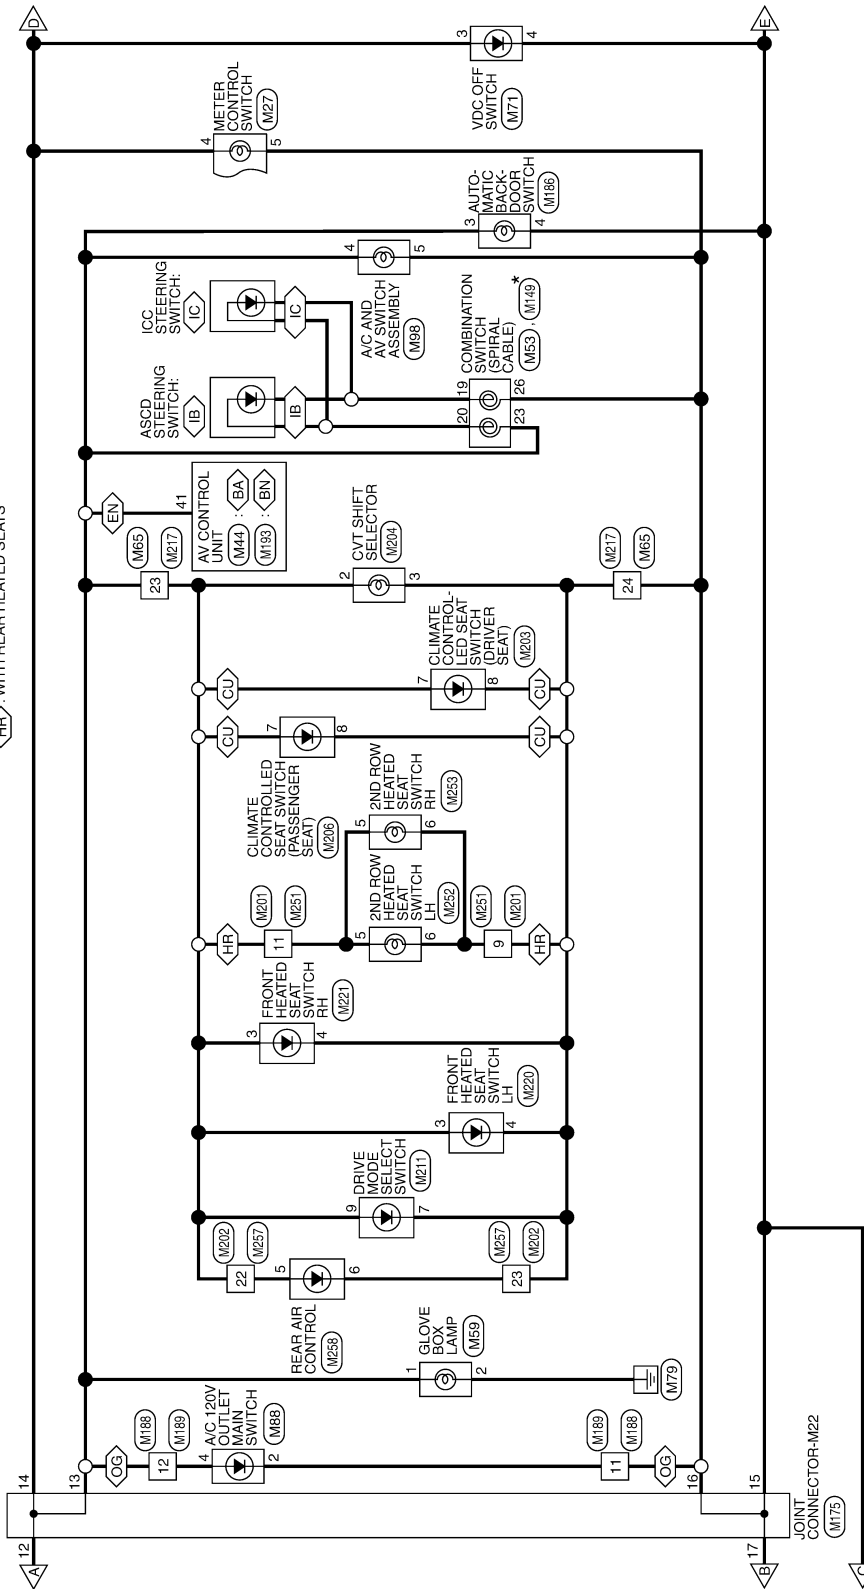 HR : WITH REAR HEATED SEATS
D
E
3
4
VDC OFF
SWITCH
M71
METER
CONTROL
SWITCH
M27
4
5
AUTO-
MATIC
BACK-
DOOR
SWITCH
M186
3
4
4
5
A/C AND
AV SWITCH
ASSEMBLY
M98
ICC
STEERING
SWITCH:
IC
IC
COMBINATION
SWITCH
(SPIRAL
CABLE) *
M53 , M149
19
26
20
23
ASCD
STEERING
SWITCH:
IB
IB
EN
41
AV CONTROL
UNIT
M44 : BA
M193 : BN
M65
M217
23
CVT SHIFT
SELECTOR
M204
2
3
M217
M65
24
CLIMATE
CONTROL-
LED SEAT
SWITCH
(DRIVER
SEAT)
M203
CU
7
8
CU
CU
7
8
CU
CLIMATE
CONTROLLED
SEAT SWITCH
(PASSENGER
SEAT)
M206
2ND ROW
HEATED
SEAT
SWITCH
RH
M253
5
6
2ND ROW
HEATED
SEAT
SWITCH
LH
M252
M201
M251
HR
11
5
6
M251
M201
9
HR
FRONT
HEATED
SEAT
SWITCH
RH
M221
3
4
FRONT
HEATED
SEAT
SWITCH
LH
M220
3
4
DRIVE
MODE
SELECT
SWITCH
M211
9
7
M202
M257
22
5
6
M257
M202
23
REAR AIR
CONTROL
M258
GLOVE
BOX
LAMP
M59
1
2
M79
A/C 120V
OUTLET
MAIN
SWITCH
M88
M188
M189
OG
12
4
2
M189
M188
11
OG
14
13
16
15
JOINT
CONNECTOR-M22
M175
12
17
A
B